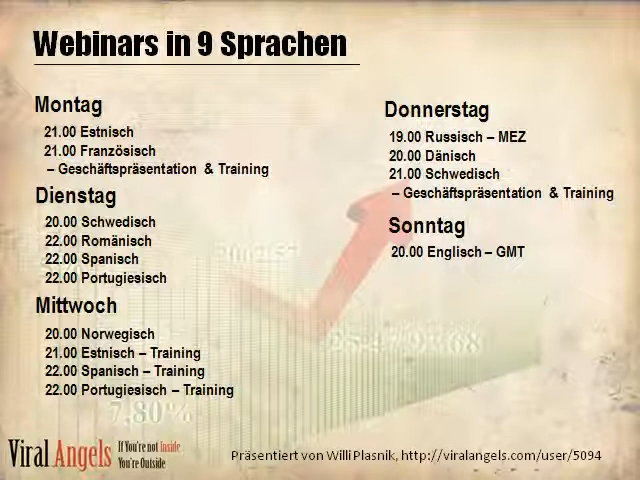 Webinars in 9 Sprachen
Montag
21.00 Estnisch
21.00 Französisch
– Geschäftspräsentation & Training
Dienstag
20.00 Schwedisch
22.00 Romänisch
22.00 Spanisch
22.00 Portugiesisch
Mittwoch
20.00 Norwegisch
21.00 Estnisch – Training
22.00 Spanisch – Training
22.00 Portugiesisch – Training
Donnerstag
19.00 Russisch – MEZ
20.00 Dänisch
21.00 Schwedisch
– Geschäftspräsentation & Training
Sonntag
20.00 Englisch – GMT
7,80%
Viral Angels
If You're not Inside
You're Outside
Präsentiert von Willi Plasnik, http://viralangels.com/user/5094